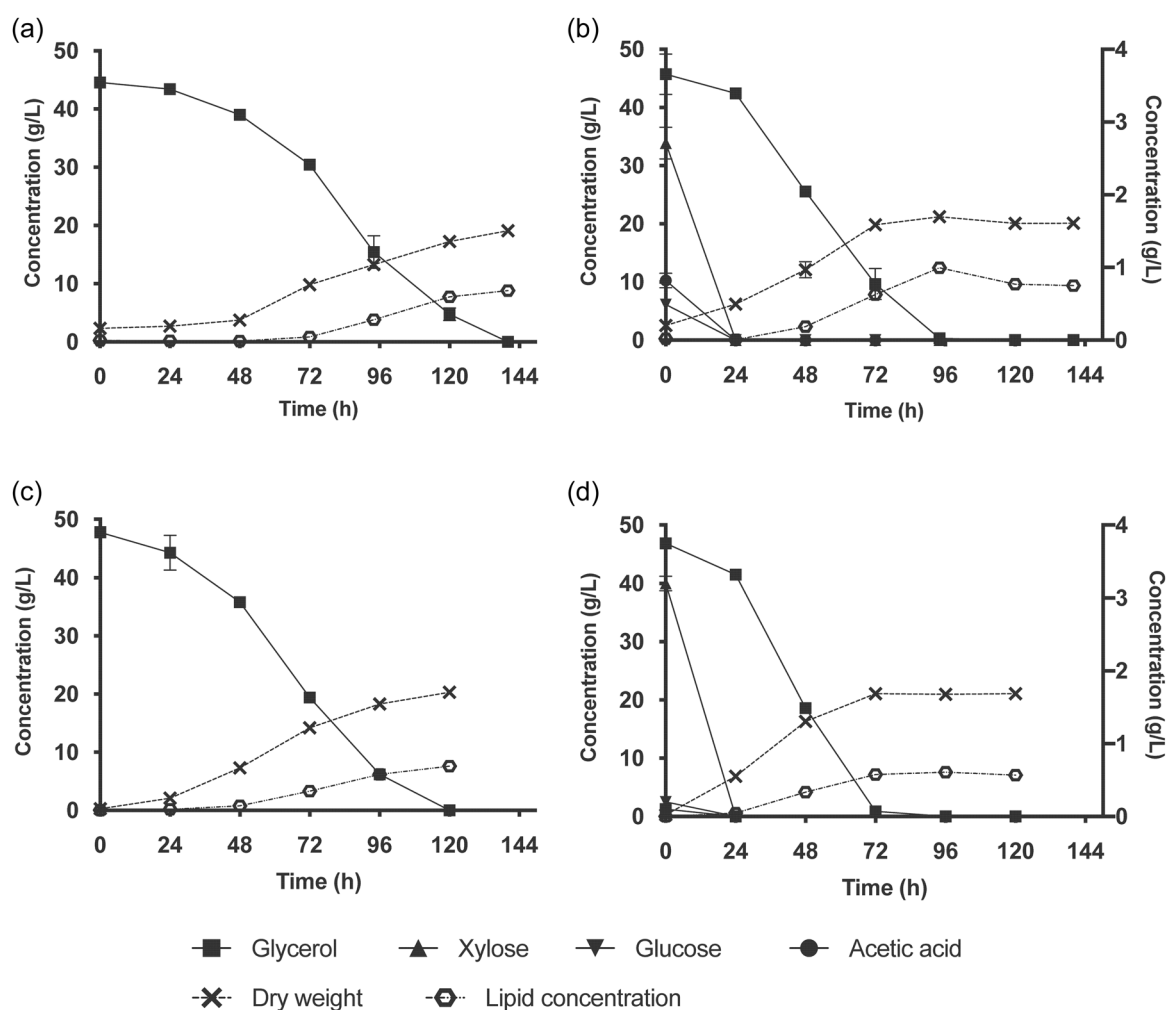 (a)
50
40
30
20
10
0
Concentration (g/L)
0 24 48 72 96 120 144
Time (h)
(b)
50
40
30
20
10
0
Concentration (g/L)
4
3
2
1
0
Concentration (g/L)
0 24 48 72 96 120 144
Time (h)
(c)
50
40
30
20
10
0
Concentration (g/L)
0 24 48 72 96 120 144
Time (h)
(d)
50
40
30
20
10
0
Concentration (g/L)
4
3
2
1
0
Concentration (g/L)
0 24 48 72 96 120 144
Time (h)
Glycerol Xylose Glucose Acetic acid
Dry weight Lipid concentration